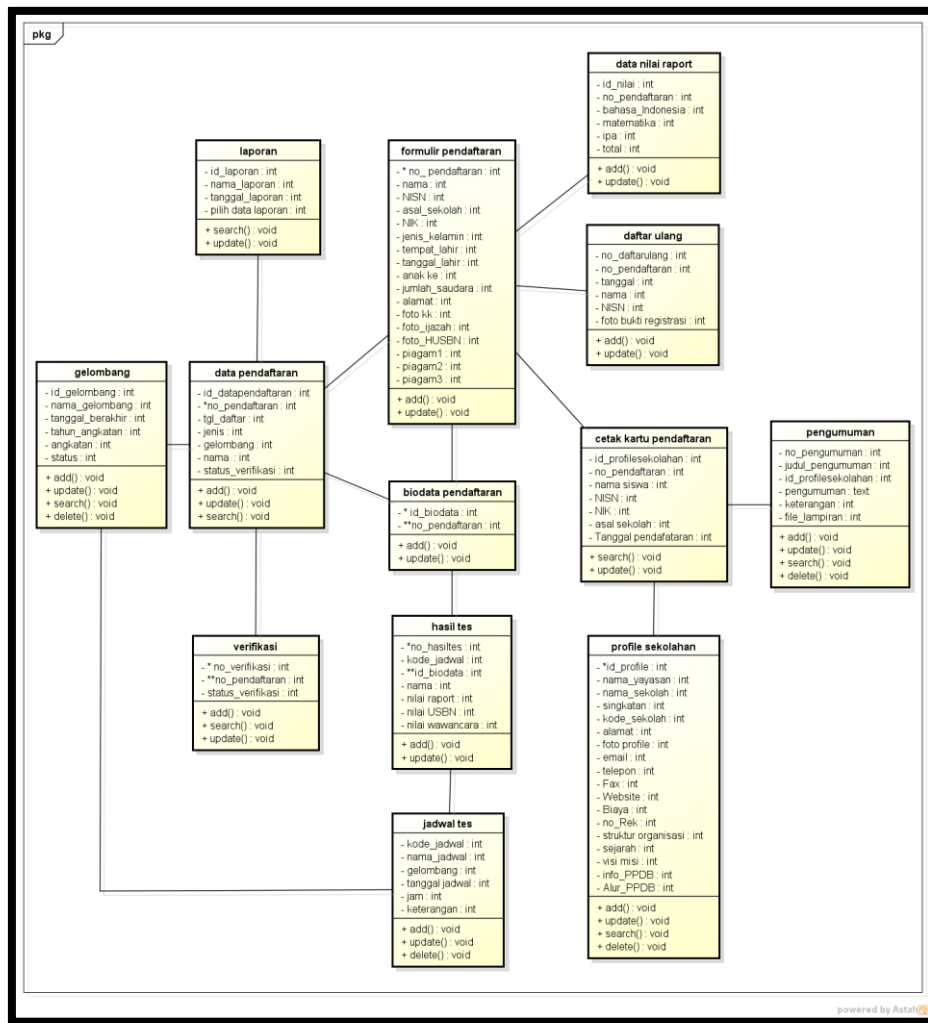 pkg
data nilai raport
- id_nilai : int
- no_pendaftaran : int
- bahasa_Indonesia : int
- matematika : int
- ipa : int
- total : int
+ add() : void
+ update() : void
laporan
- id_laporan : int
- nama_laporan : int
- tanggal_laporan : int
- pilih data laporan : int
+ search() : void
+ update() : void
formulir pendaftaran
- * no_ pendaftaran : int
- nama : int
- NISN : int
- asal_sekolah : int
- NIK : int
- jenis_kelamin : int
- tempat_lahir : int
- tanggal_lahir : int
- anak ke : int
- jumlah_saudara : int
- alamat : int
- foto kk : int
- foto_ijazah : int
- foto_HUSBN : int
- piagam1 : int
- piagam2 : int
- piagam3 : int
+ add() : void
+ update() : void
daftar ulang
- no_daftarulang : int
- no_pendaftaran : int
- tanggal : int
- nama : int
- NISN : int
- foto bukti registrasi : int
+ add() : void
+ update() : void
gelombang
- id_gelombang : int
- nama_gelombang : int
- tanggal_berakhir : int
- tahun_angkatan : int
- angkatan : int
- status : int
+ add() : void
+ update() : void
+ search() : void
+ delete() : void
data pendaftaran
- id_datapendaftaran : int
- *no_pendaftaran : int
- tgl_daftar : int
- jenis : int
- gelombang : int
- nama : int
- status_verifikasi : int
+ add() : void
+ update() : void
+ search() : void
biodata pendaftaran
- * id_biodata : int
- **no_pendaftaran : int
+ add() : void
+ update() : void
cetak kartu pendaftaran
- id_profilesekolahan : int
- no_pendaftaran : int
- nama siswa : int
- NISN : int
- NIK : int
- asal sekolah : int
- Tanggal pendafataran : int
+ search() : void
+ update() : void
pengumuman
- no_pengumuman : int
- judul_pengumuman : int
- id_profilesekolahan : int
- pengumuman : text
- keterangan : int
- file_lampiran : int
+ add() : void
+ update() : void
+ search() : void
+ delete() : void
verifikasi
- * no_verifikasi : int
- **no_pendaftaran : int
- status_verifikasi : int
+ add() : void
+ search() : void
+ update() : void
hasil tes
- *no_hasiltes : int
- kode_jadwal : int
- **id_biodata : int
- nama : int
- nilai raport : int
- nilai USBN : int
- nilai wawancara : int
+ add() : void
+ update() : void
profile sekolahan
- *id_profile : int
- nama_yayasan : int
- nama_sekolah : int
- singkatan : int
- kode_sekolah : int
- alamat : int
- foto profile : int
- email : int
- telepon : int
- Fax : int
- Website : int
- Biaya : int
- no_Rek : int
- struktur organisasi : int
- sejarah : int
- visi misi : int
- info_PPDB : int
- Alur_PPDB : int
+ add() : void
+ update() : void
+ search() : void
+ delete() : void
jadwal tes
- kode_jadwal : int
- nama_jadwal : int
- gelombang : int
- tanggal jadwal : int
- jam : int
- keterangan : int
+ add() : void
+ update() : void
+ delete() : void
powered by Astah